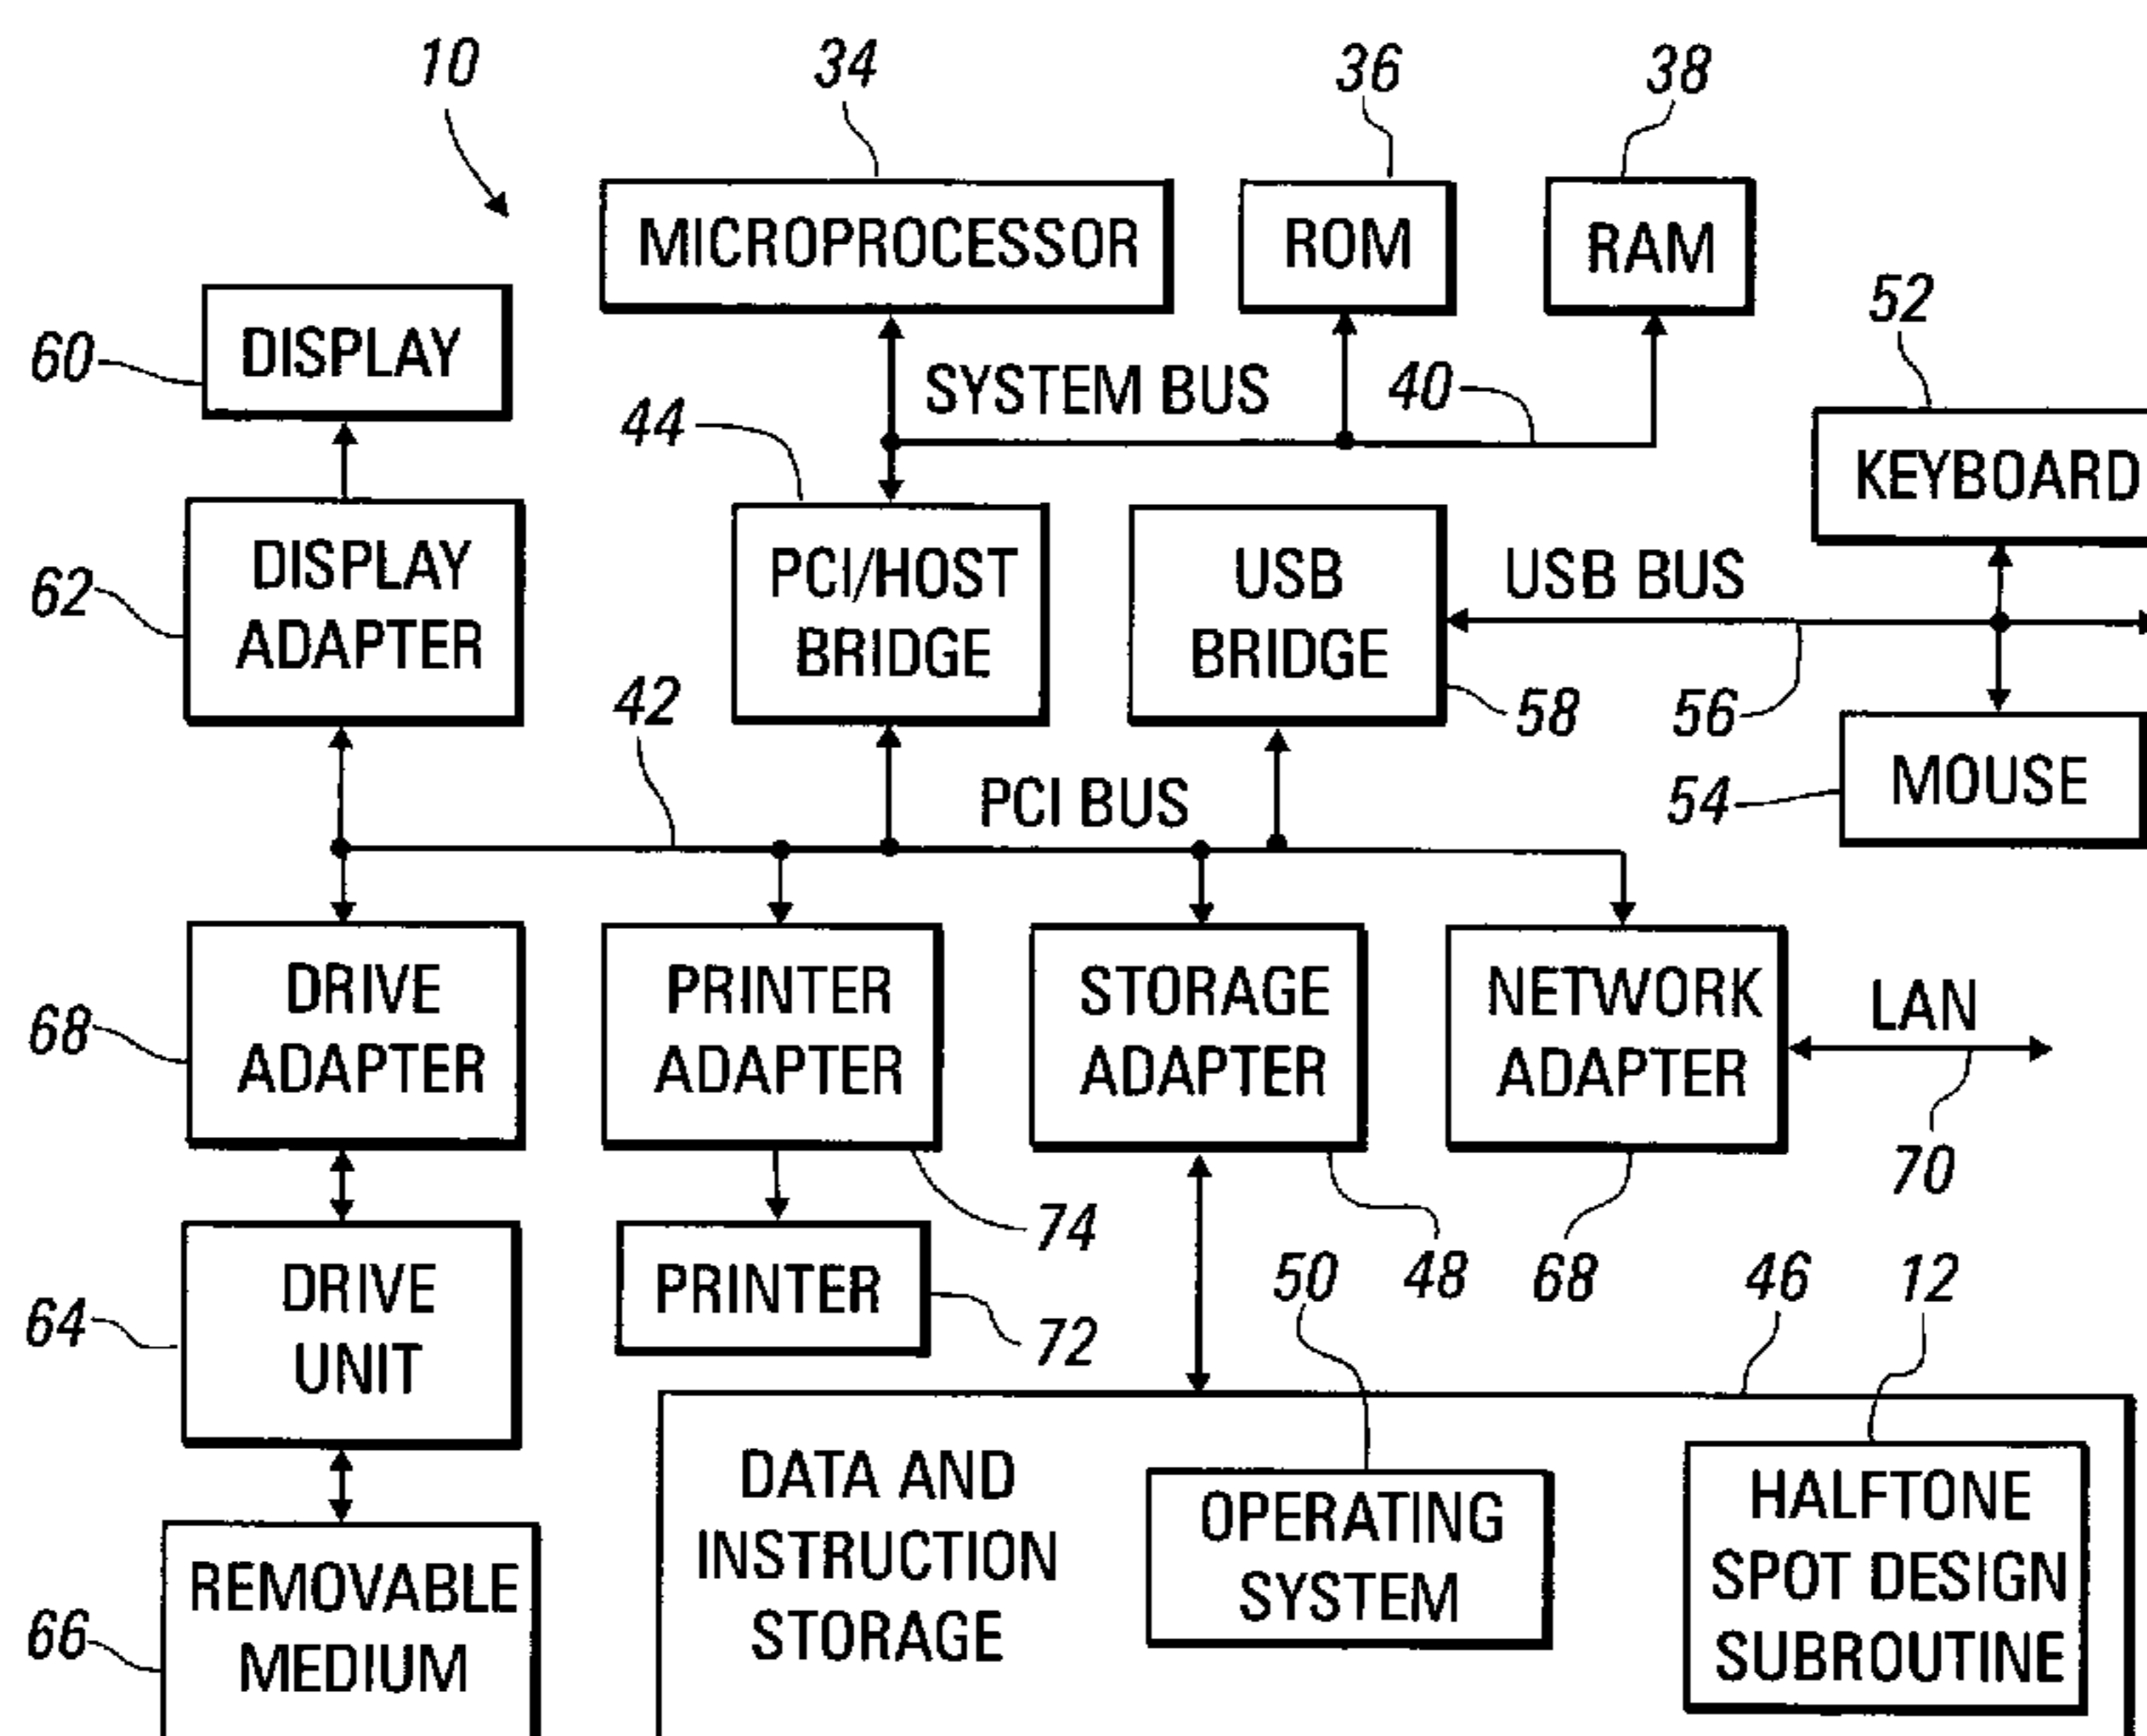 10
34
36
38
MICROPROCESSOR
ROM
RAM
52
60
DISPLAY
SYSTEM BUS
40
44
KEYBOARD
62
DISPLAY
ADAPTER
PCI/HOST
BRIDGE
USB
BRIDGE
USB BUS
42
58
56
PCI BUS
54
MOUSE
68
DRIVE
ADAPTER
PRINTER
ADAPTER
STORAGE
ADAPTER
NETWORK
ADAPTER
LAN
70
74
64
DRIVE
UNIT
PRINTER
72
50
48
68
46
12
66
REMOVABLE
MEDIUM
DATA AND
INSTRUCTION
STORAGE
OPERATING
SYSTEM
HALFTONE
SPOT DESIGN
SUBROUTINE